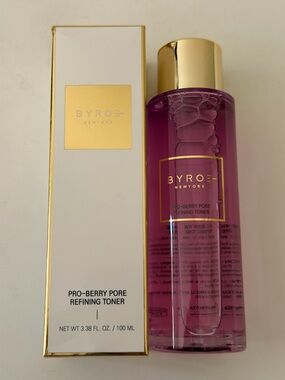 BYROE
NEWYORK
PRO-BERRY PORE
REFINING TONER
NET WT 3.38 FL. OZ. / 100 ML
BYROE
NEWYORK
PRO-BERRY PORE
REFINING TONER